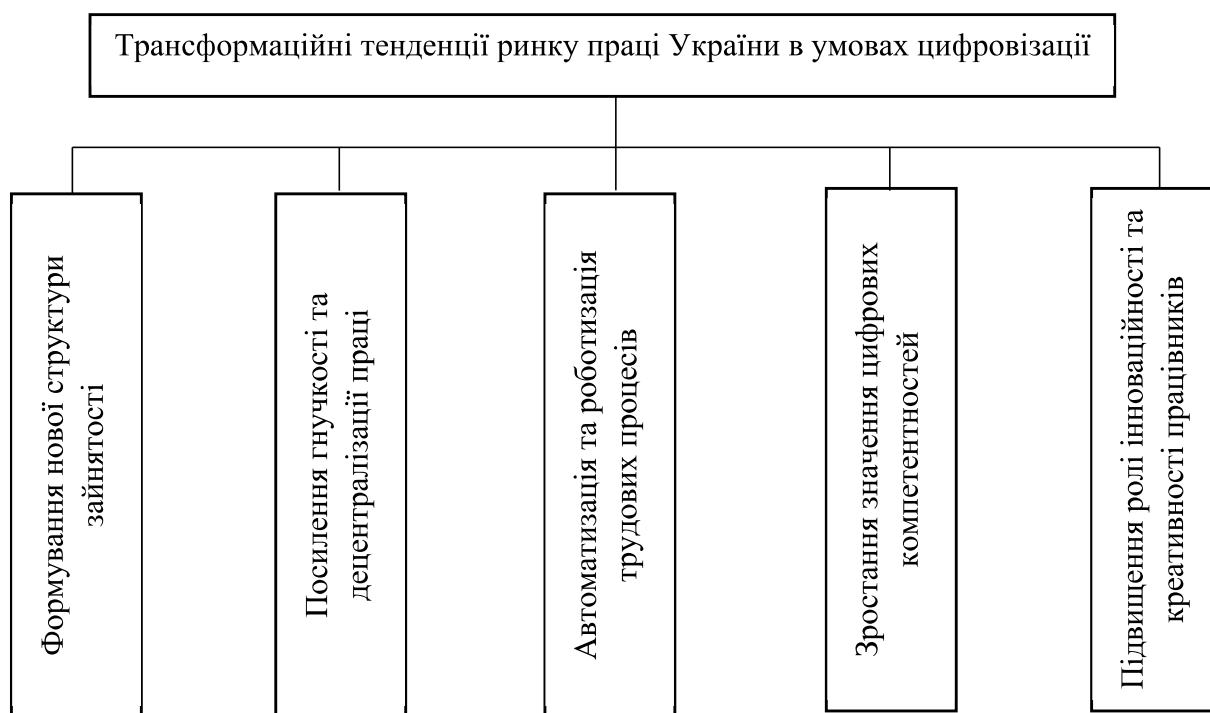 Трансформаційні тенденції ринку праці України в умовах цифровізації
Формування нової структури
зайнятості
Посилення гнучкості та
децентралізації праці
Автоматизація та роботизація
трудових процесів
Зростання значення цифрових
компетентностей
Підвищення ролі інноваційності та
креативності працівників